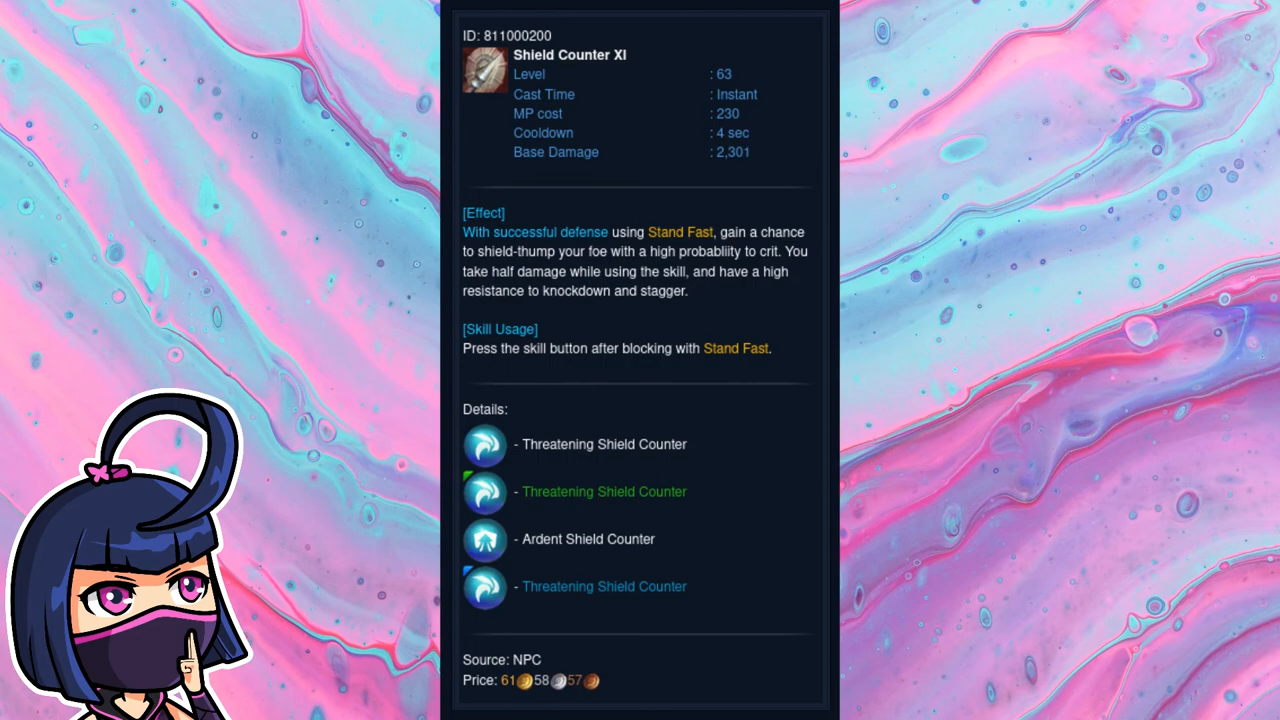 ID: 811000200
Shield Counter XI
Level : 63
Cast Time : Instant
MP cost : 230
Cooldown : 4 sec
Base Damage : 2,301
[Effect]
With successful defense using Stand Fast, gain a chance
to shield-thump your foe with a high probabliity to crit. You
take half damage while using the skill, and have a high
resistance to knockdown and stagger.
[Skill Usage]
Press the skill button after blocking with Stand Fast.
Details:
- Threatening Shield Counter
- Threatening Shield Counter
- Ardent Shield Counter
- Threatening Shield Counter
Source: NPC
Price: 61 58 57